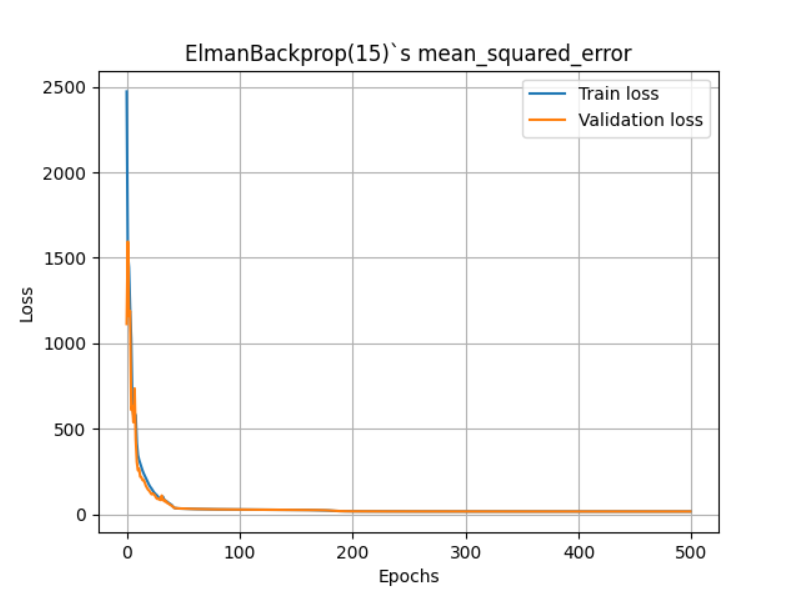 ElmanBackprop(15)`s mean_squared_error
Train loss
Validation loss
2500
2000
1500
1000
500
0
Loss
0 100 200 300 400 500
Epochs